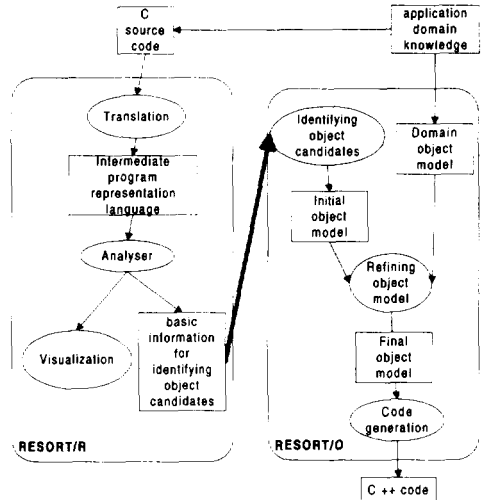 C
source
code
application
domain
knowledge
Translation
Intermediate
program
representation
language
Analyser
Visualization
basic
information
for
identifying
object
candidates
RESORT/R
Identifying
object
candidates
Domain
object
model
Initial
object
model
Refining
object
model
Final
object
model
Code
generation
RESORT/O
C ++ code